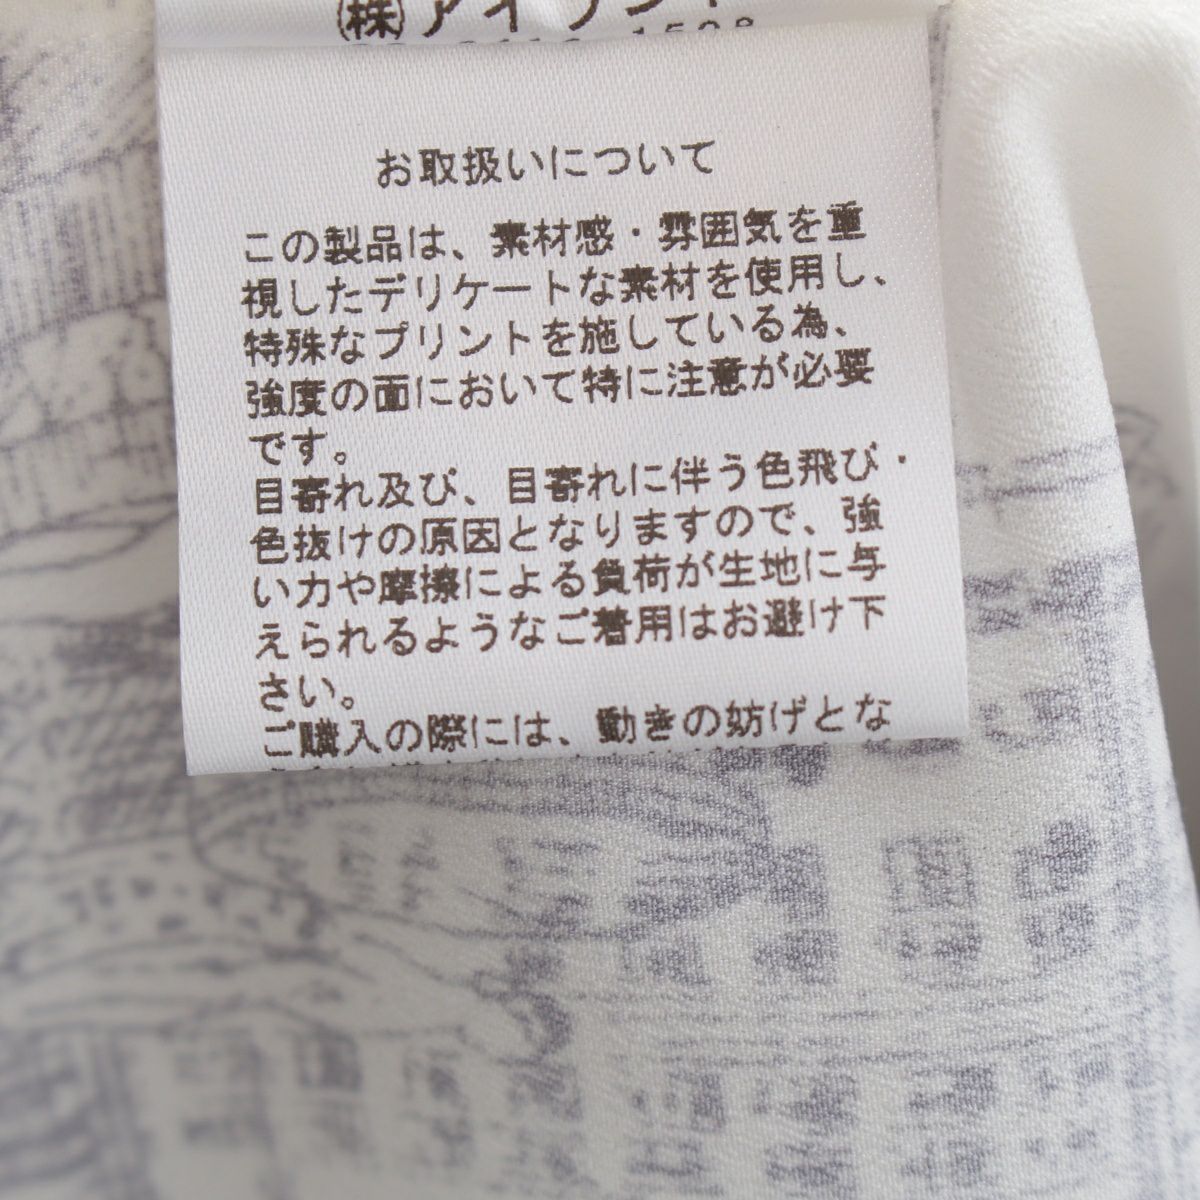 お取扱いについて
この製品は、素材感・雰囲気を重
視したデリケートな素材を使用し、
特殊なプリントを施している為、
強度の面において特に注意が必要
です。
目寄れ及び、目寄れに伴う色飛び・
色抜けの原因となりますので、強
い力や摩擦による負荷が生地に与
えられるようなご着用はお避け下
さい。
ご購入の際には、動きの妨げとな